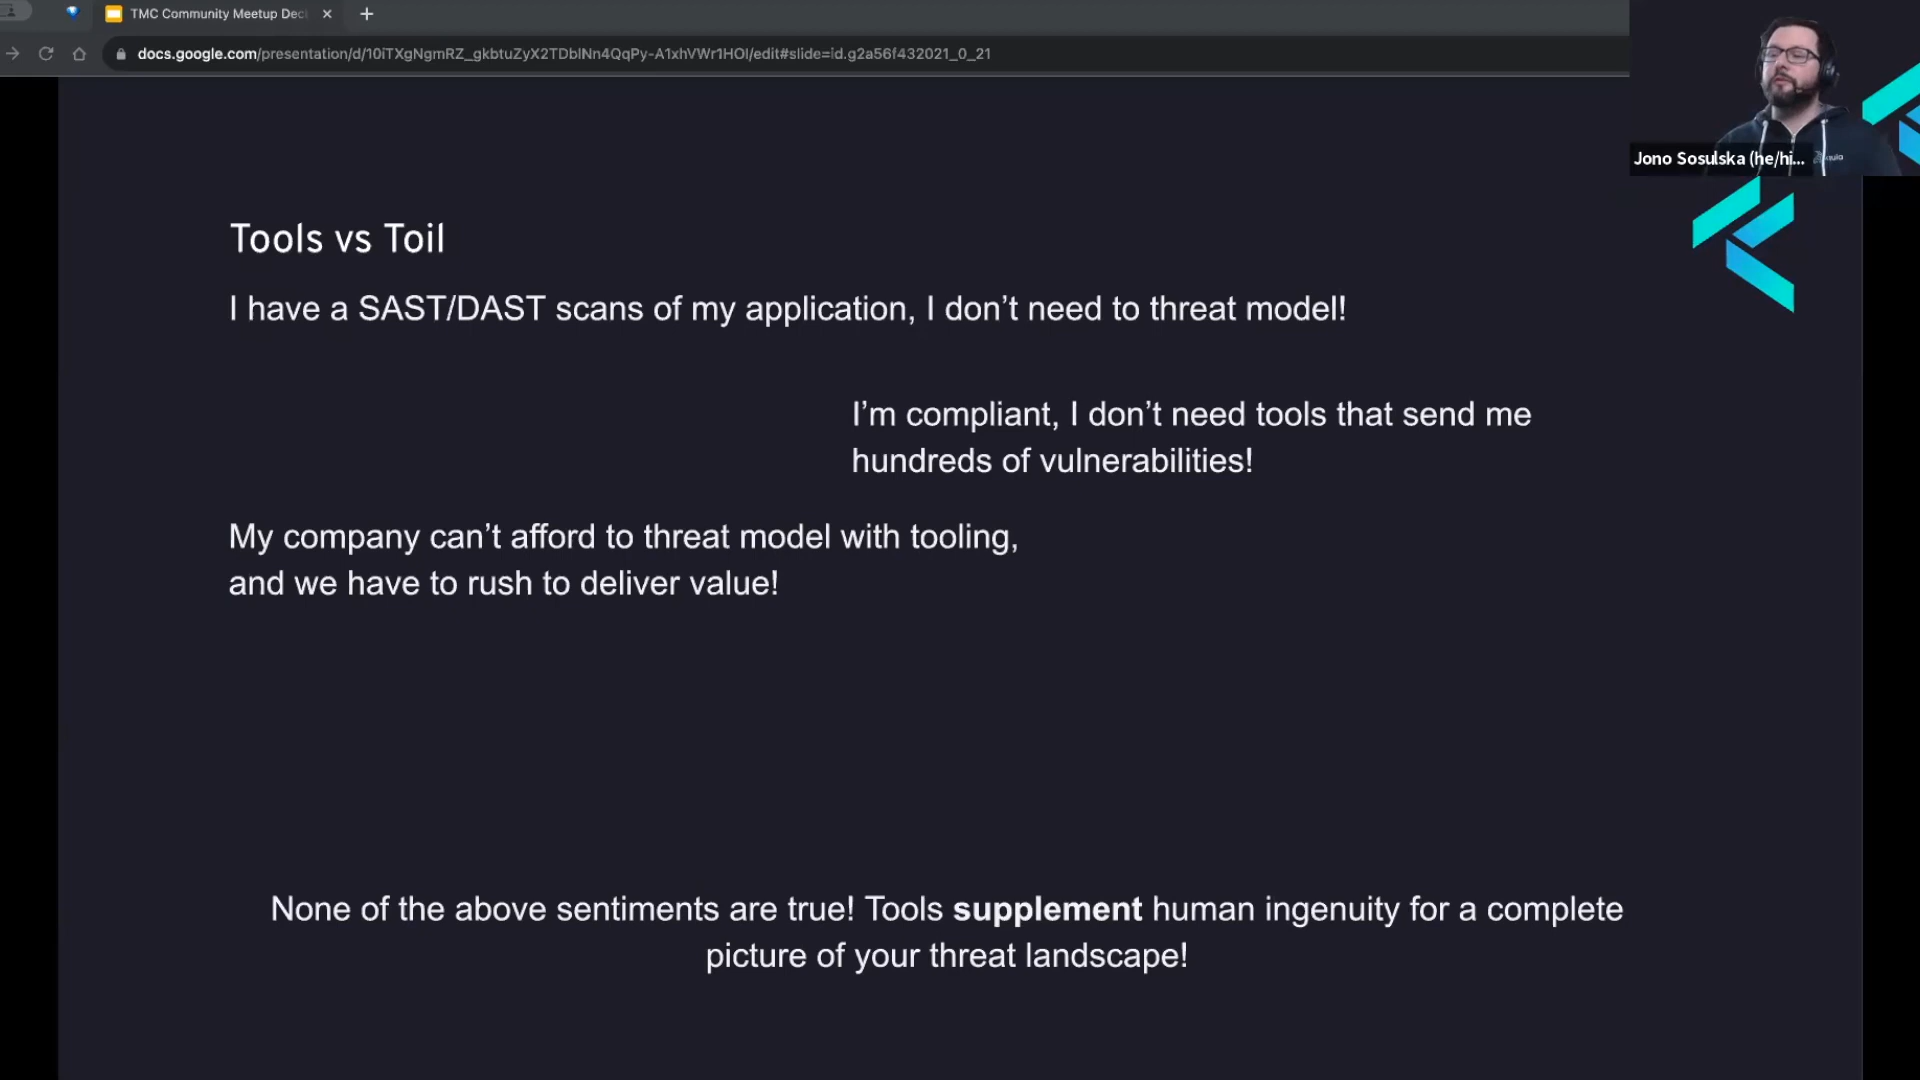 TMC Community Meetup Dec
docs.google.com/presentation/d/10iTXgNgmRZ_gkbtuZyX2TDblNn4QqPy-A1xhVWr1HOI/edit#slide=id.g2a56f432021_0_21
Jono Sosulska (he/hi...
Tools vs Toil
I have a SAST/DAST scans of my application, I don’t need to threat model!
I’m compliant, I don’t need tools that send me
hundreds of vulnerabilities!
My company can’t afford to threat model with tooling,
and we have to rush to deliver value!
None of the above sentiments are true! Tools supplement human ingenuity for a complete
picture of your threat landscape!